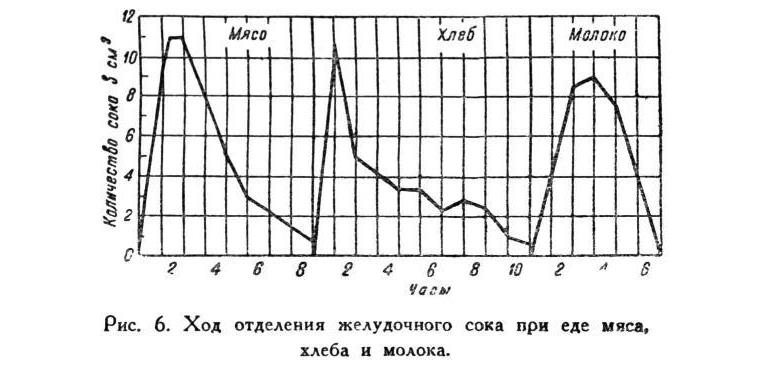 12
10
8
6
4
2
0
Количество сока в см³
Мясо
Хлеб
Молоко
2 4 6 8 2 4 6 8 10 2 4 6
Часы
Рис. 6. Ход отделения желудочного сока при еде мяса,
хлеба и молока.